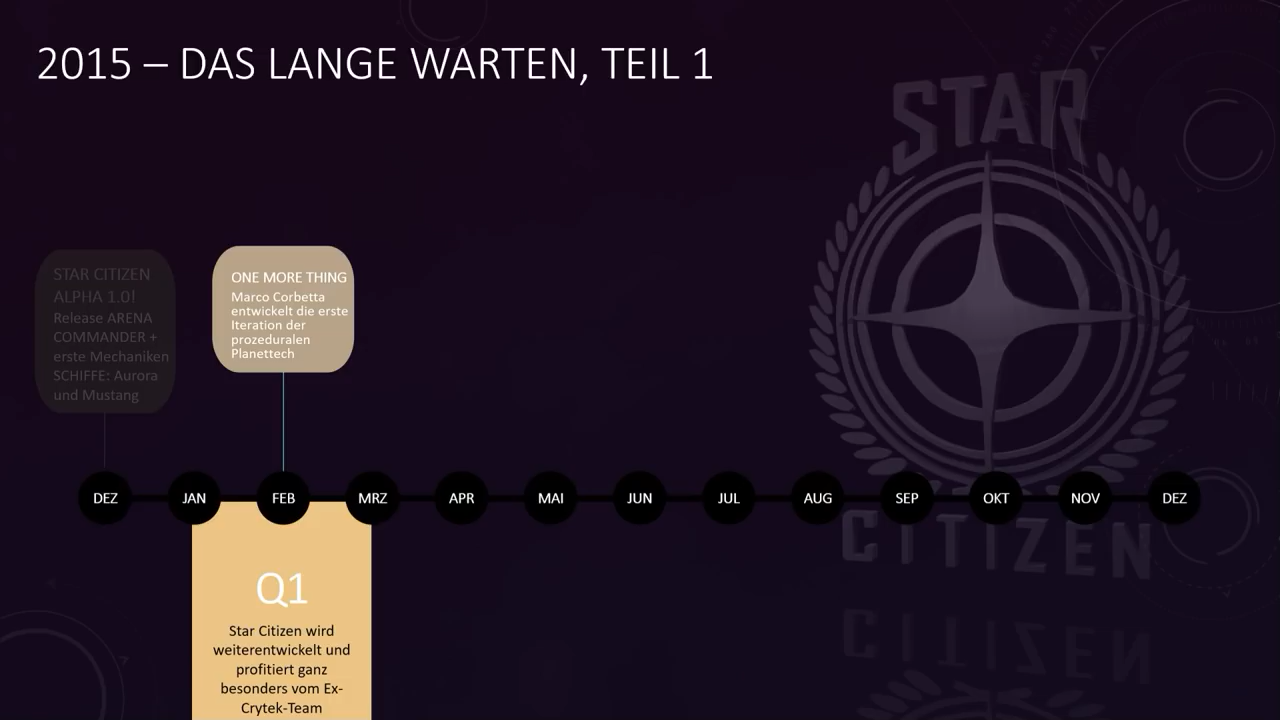 2015 – DAS LANGE WARTEN, TEIL 1
STAR
STAR CITIZEN
ALPHA 1.0!
Release ARENA
COMMANDER +
erste Mechaniken
SCHIFFE: Aurora
und Mustang
ONE MORE THING
Marco Corbetta
entwickelt die erste
Iteration der
prozeduralen
Planettech
DEZ JAN FEB MRZ APR MAI JUN JUL AUG SEP OKT NOV DEZ
CITIZEN
Q1
Star Citizen wird
weiterentwickelt und
profitiert ganz
besonders vom Ex-
Crytek-Team